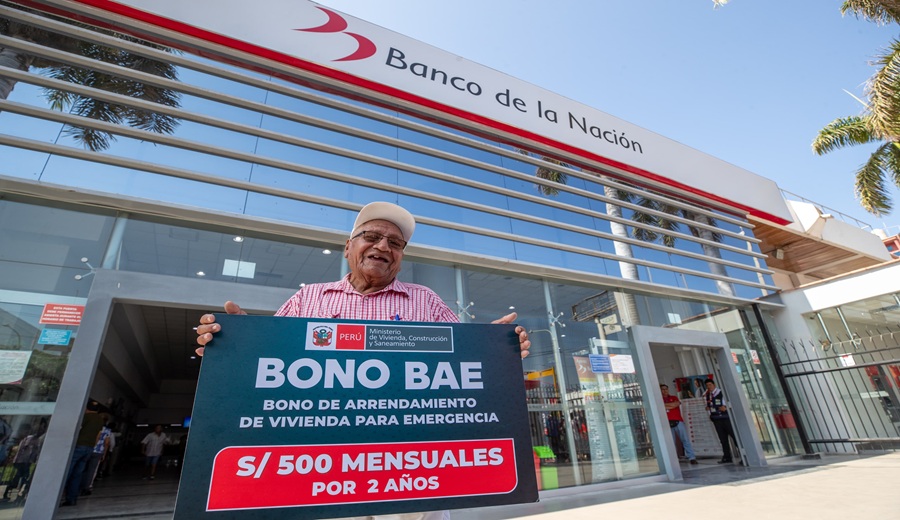 Banco de la Nación
PERÚ
Ministerio
de Vivienda, Construcción
y Saneamiento
BONO BAE
BONO DE ARRENDAMIENTO
DE VIVIENDA PARA EMERGENCIA
S/ 500 MENSUALES
POR 2 AÑOS